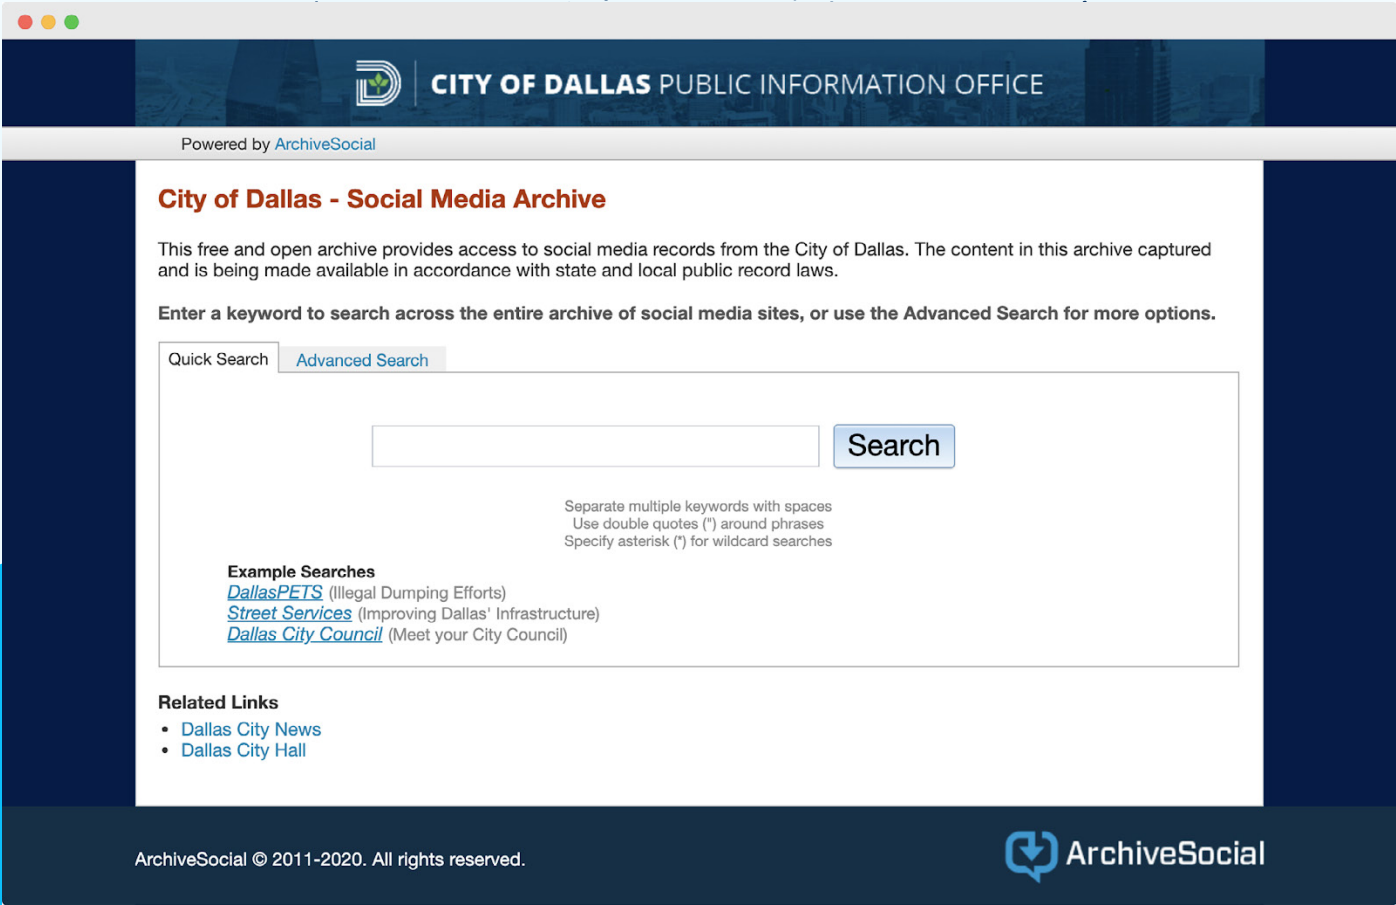 CITY OF DALLAS PUBLIC INFORMATION OFFICE
Powered by ArchiveSocial
City of Dallas - Social Media Archive
This free and open archive provides access to social media records from the City of Dallas. The content in this archive captured
and is being made available in accordance with state and local public record laws.
Enter a keyword to search across the entire archive of social media sites, or use the Advanced Search for more options.
Quick Search Advanced Search
Search
Separate multiple keywords with spaces
Use double quotes (") around phrases
Specify asterisk (*) for wildcard searches
Example Searches
DallasPETS (Illegal Dumping Efforts)
Street Services (Improving Dallas' Infrastructure)
Dallas City Council (Meet your City Council)
Related Links
• Dallas City News
• Dallas City Hall
ArchiveSocial © 2011-2020. All rights reserved.
ArchiveSocial